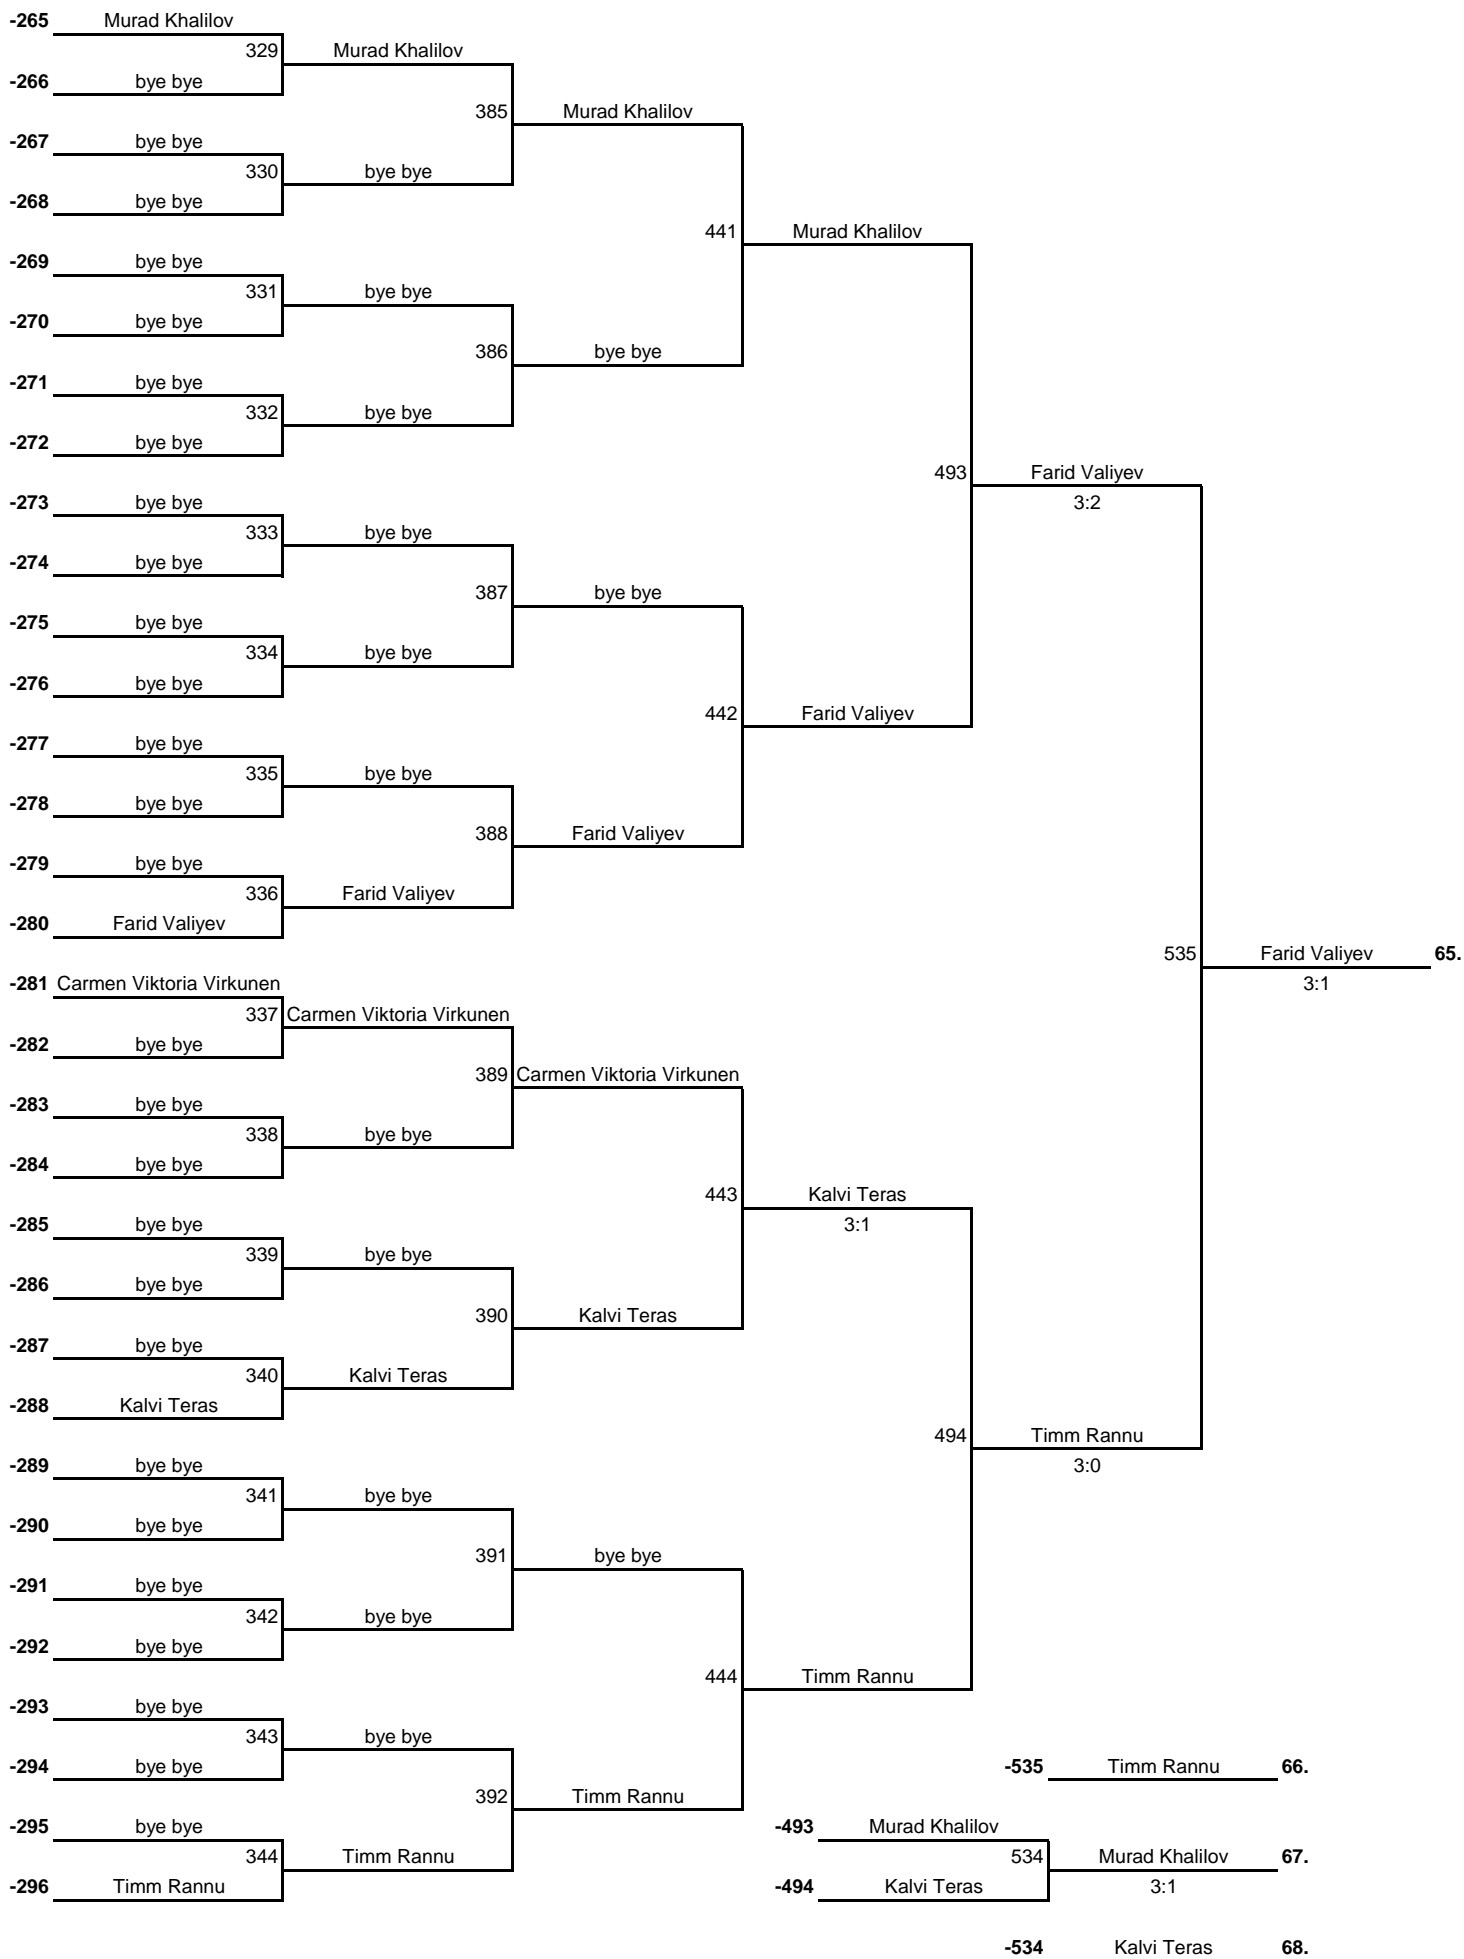 -265 Murad Khalilov
329 Murad Khalilov
-266 bye bye
385 Murad Khalilov
-267 bye bye
330 bye bye
-268 bye bye
441 Murad Khalilov
-269 bye bye
331 bye bye
-270 bye bye
386 bye bye
-271 bye bye
332 bye bye
-272 bye bye
493 Farid Valiyev
-273 bye bye 3:2
333 bye bye
-274 bye bye
387 bye bye
-275 bye bye
334 bye bye
-276 bye bye
442 Farid Valiyev
-277 bye bye
335 bye bye
-278 bye bye
388 Farid Valiyev
-279 bye bye
336 Farid Valiyev
-280 Farid Valiyev
535 Farid Valiyev 65.
-281 Carmen Viktoria Virkunen 3:1
337 Carmen Viktoria Virkunen
-282 bye bye
389 Carmen Viktoria Virkunen
-283 bye bye
338 bye bye
-284 bye bye
443 Kalvi Teras
-285 bye bye 3:1
339 bye bye
-286 bye bye
390 Kalvi Teras
-287 bye bye
340 Kalvi Teras
-288 Kalvi Teras
494 Timm Rannu
-289 bye bye 3:0
341 bye bye
-290 bye bye
391 bye bye
-291 bye bye
342 bye bye
-292 bye bye
444 Timm Rannu
-293 bye bye
343 bye bye
-294 bye bye -535 Timm Rannu 66.
392 Timm Rannu
-295 bye bye -493 Murad Khalilov
344 Timm Rannu 534 Murad Khalilov 67.
-296 Timm Rannu -494 Kalvi Teras 3:1
-534 Kalvi Teras 68.